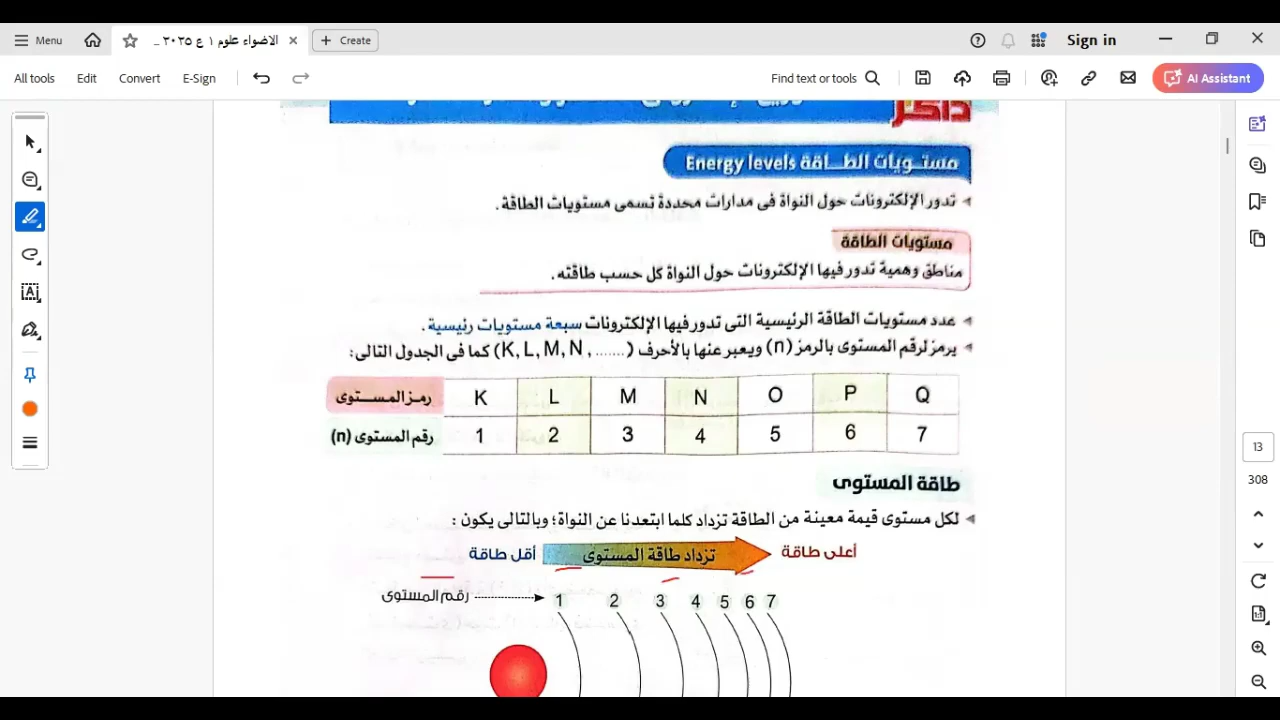 Menu
الاضواء علوم ١ ع ٢٠٢٥ ...
Create
Sign in
All tools
Edit
Convert
E-Sign
Find text or tools
AI Assistant
ذاكر
مستويات الطاقة Energy levels
تدور الإلكترونات حول النواة فى مدارات محددة تسمى مستويات الطاقة.
مستويات الطاقة
مناطق وهمية تدور فيها الإلكترونات حول النواة كل حسب طاقته.
عدد مستويات الطاقة الرئيسية التى تدور فيها الإلكترونات سبعة مستويات رئيسية.
يرمز لرقم المستوى بالرمز (n) ويعبر عنها بالأحرف (K, L, M, N, .......) كما فى الجدول التالى:
رمز المستوى K L M N O P Q
رقم المستوى (n) 1 2 3 4 5 6 7
طاقة المستوى
لكل مستوى قيمة معينة من الطاقة تزداد كلما ابتعدنا عن النواة؛ وبالتالى يكون:
أقل طاقة تزداد طاقة المستوى أعلى طاقة
رقم المستوى 1 2 3 4 5 6 7
13
308